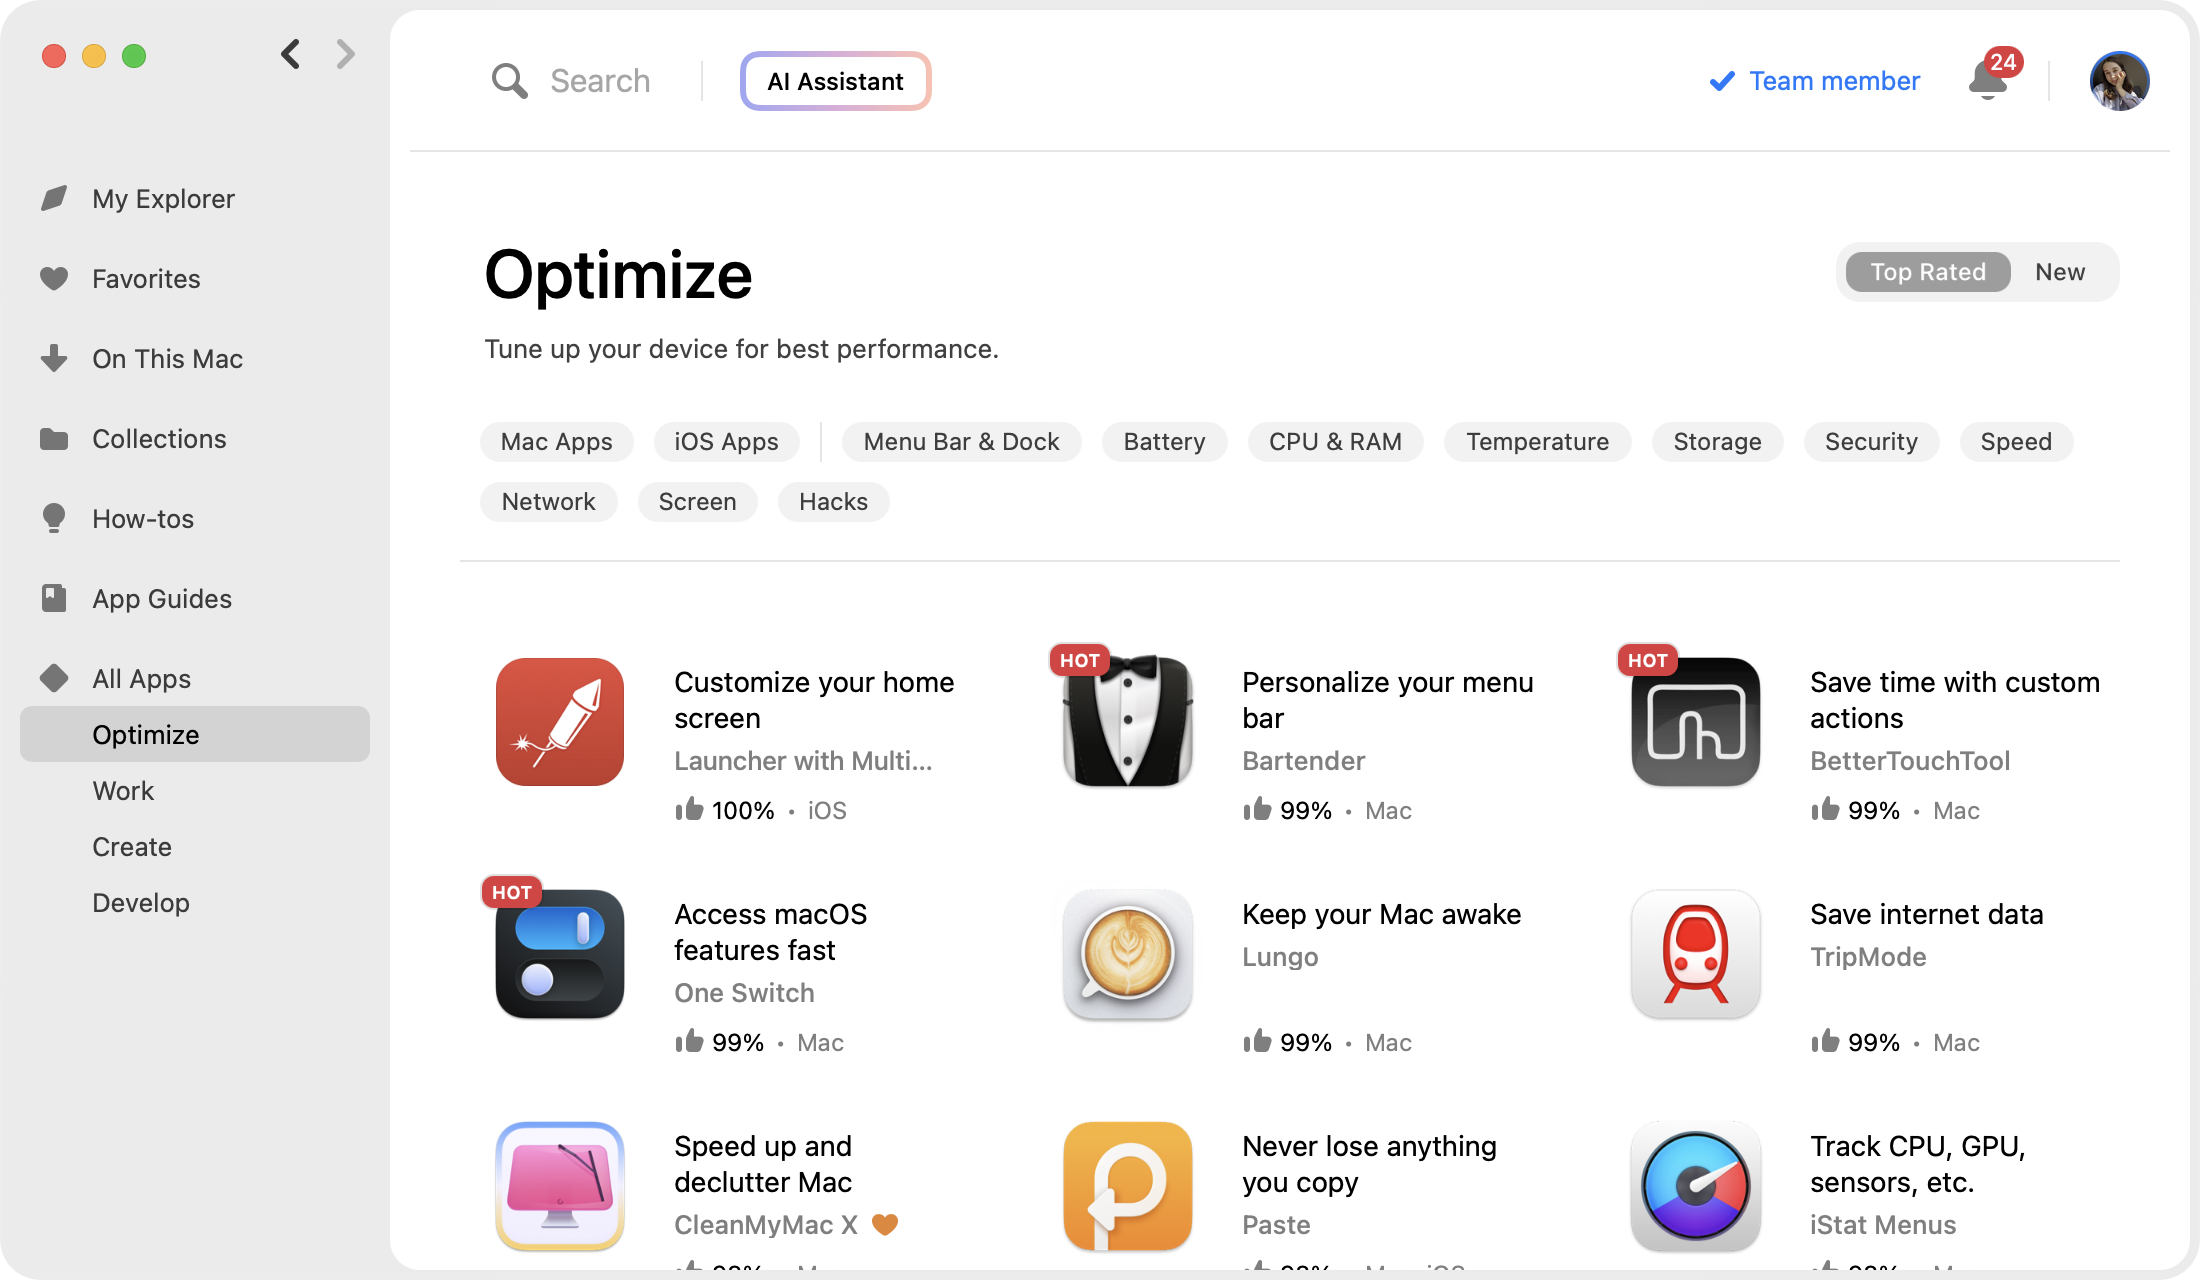 Search
AI Assistant
Team member
24
My Explorer
Favorites
On This Mac
Collections
How-tos
App Guides
All Apps
Optimize
Work
Create
Develop
Optimize
Top Rated
New
Tune up your device for best performance.
Mac Apps
iOS Apps
Menu Bar & Dock
Battery
CPU & RAM
Temperature
Storage
Security
Speed
Network
Screen
Hacks
Customize your home
screen
Launcher with Multi...
100% • iOS
HOT
Personalize your menu
bar
Bartender
99% • Mac
HOT
Save time with custom
actions
BetterTouchTool
99% • Mac
HOT
Access macOS
features fast
One Switch
99% • Mac
Keep your Mac awake
Lungo
99% • Mac
Save internet data
TripMode
99% • Mac
Speed up and
declutter Mac
CleanMyMac X
Never lose anything
you copy
Paste
Track CPU, GPU,
sensors, etc.
iStat Menus